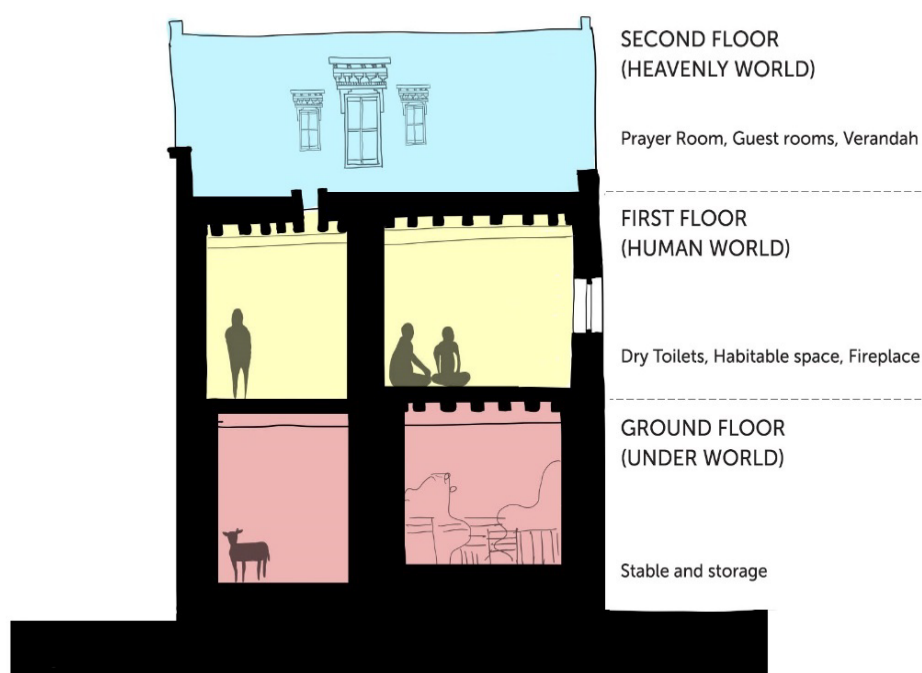 SECOND FLOOR
(HEAVENLY WORLD)
Prayer Room, Guest rooms, Verandah
FIRST FLOOR
(HUMAN WORLD)
Dry Toilets, Habitable space, Fireplace
GROUND FLOOR
(UNDER WORLD)
Stable and storage